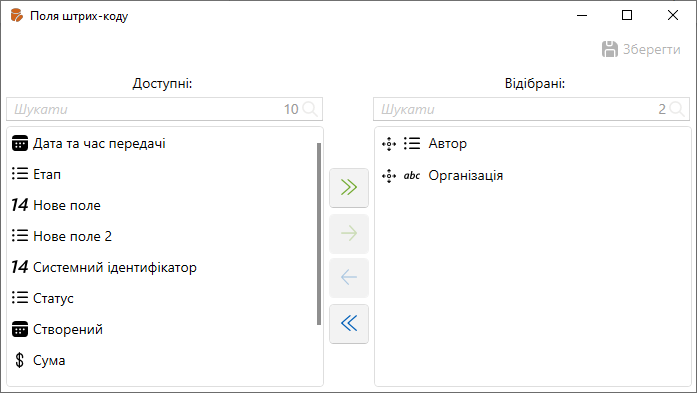 Поля штрих-коду
Зберегти
Доступні:
Шукати 10
Дата та час передачі
Етап
14 Нове поле
Нове поле 2
14 Системний ідентифікатор
Статус
Створений
$ Сума
Відібрані:
Шукати 2
Автор
abc Організація